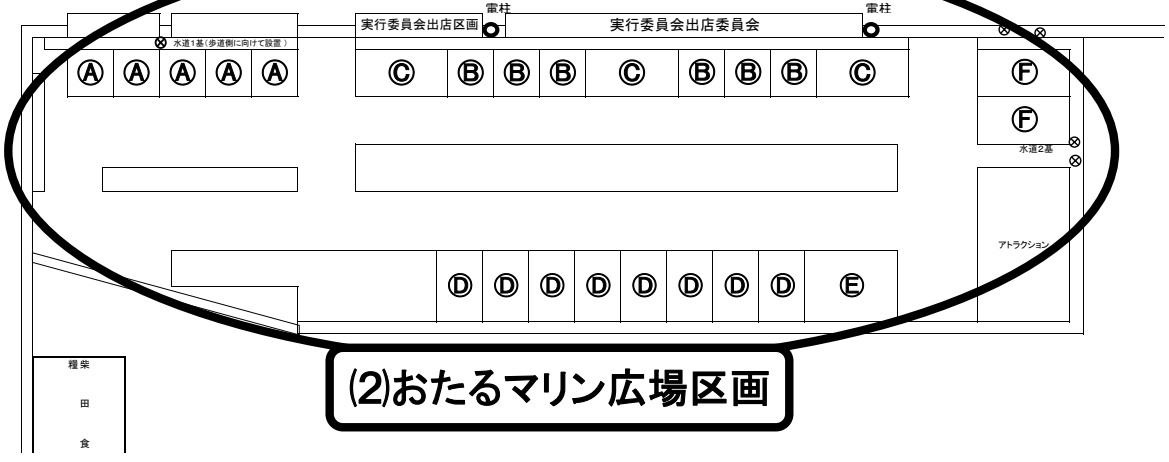 電柱
電柱
実行委員会出店区画
実行委員会出店委員会
水道1基(歩道側に向けて設置)
Ⓐ Ⓐ Ⓐ Ⓐ Ⓐ Ⓒ Ⓑ Ⓑ Ⓑ Ⓒ Ⓑ Ⓑ Ⓑ Ⓒ Ⓕ
Ⓕ
水道2基
アトラクション
Ⓓ Ⓓ Ⓓ Ⓓ Ⓓ Ⓓ Ⓓ Ⓓ Ⓔ
(2)おたるマリン広場区画
糧柴
田
食